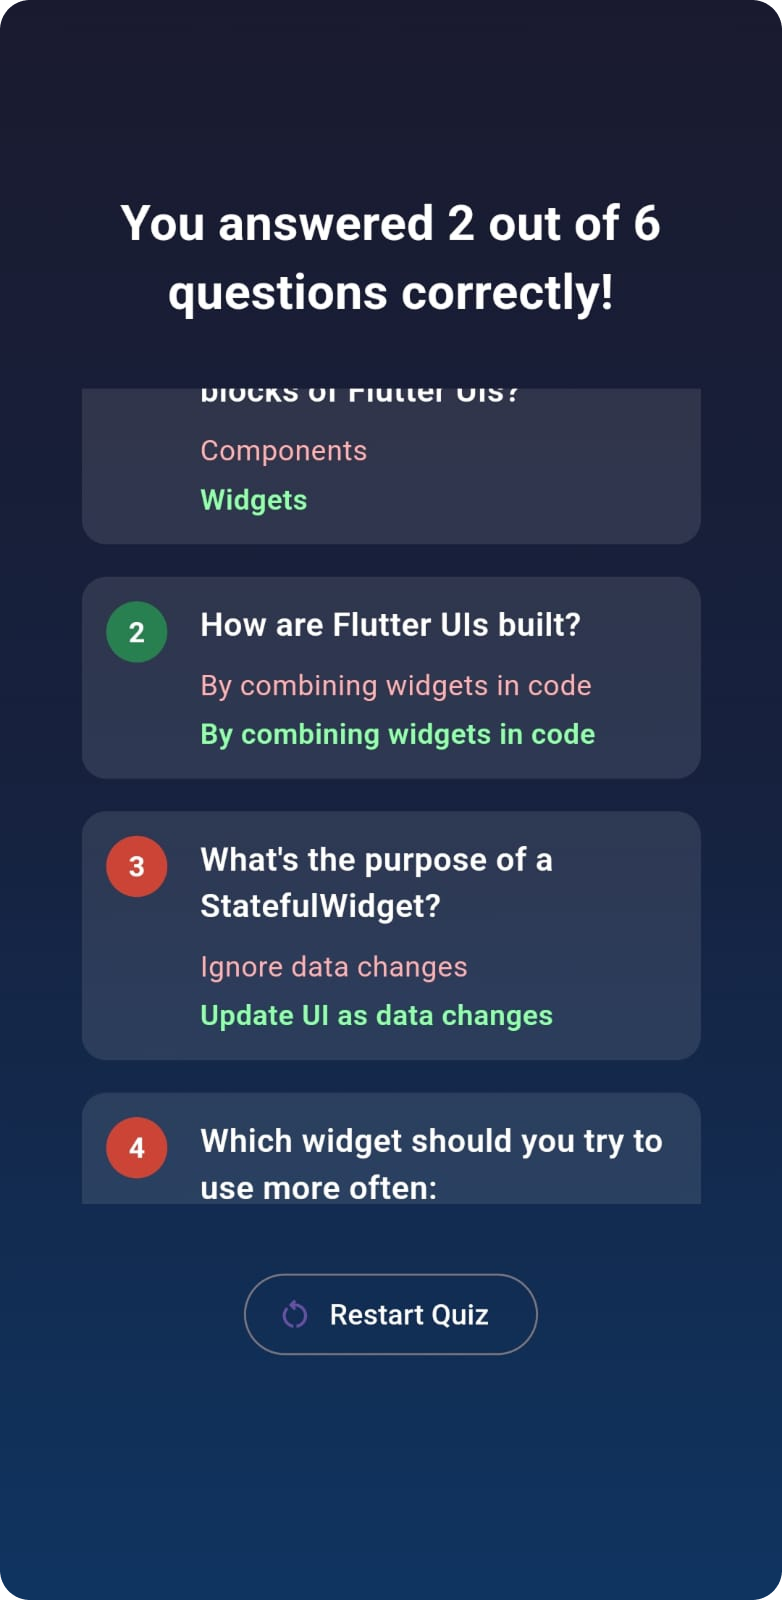 You answered 2 out of 6
questions correctly!
blocks of Flutter UIs?
Components
Widgets
2
How are Flutter UIs built?
By combining widgets in code
By combining widgets in code
3
What's the purpose of a
StatefulWidget?
Ignore data changes
Update UI as data changes
4
Which widget should you try to
use more often:
Restart Quiz